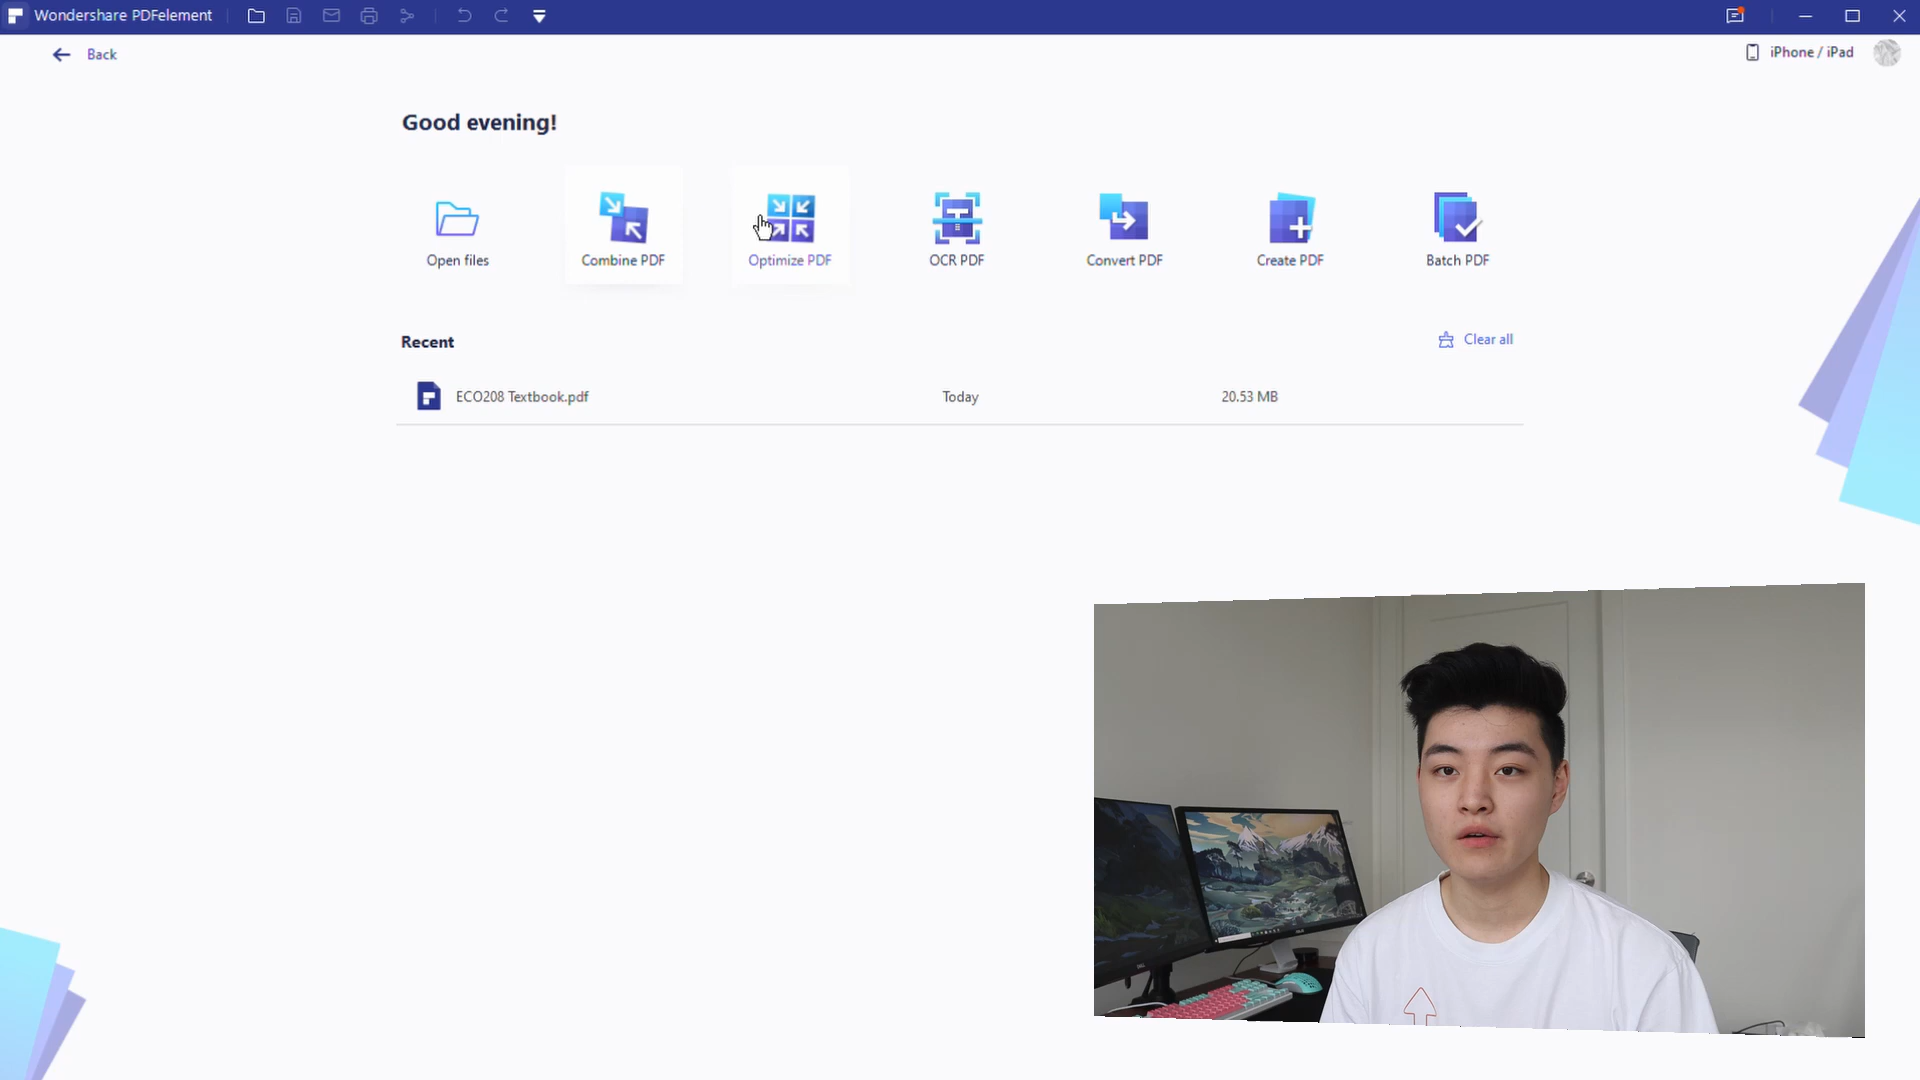 Wondershare PDFelement
Back
iPhone / iPad
Good evening!
Open files
Combine PDF
Optimize PDF
OCR PDF
Convert PDF
Create PDF
Batch PDF
Recent
Clear all
ECO208 Textbook.pdf
Today
20.53 MB
DELL